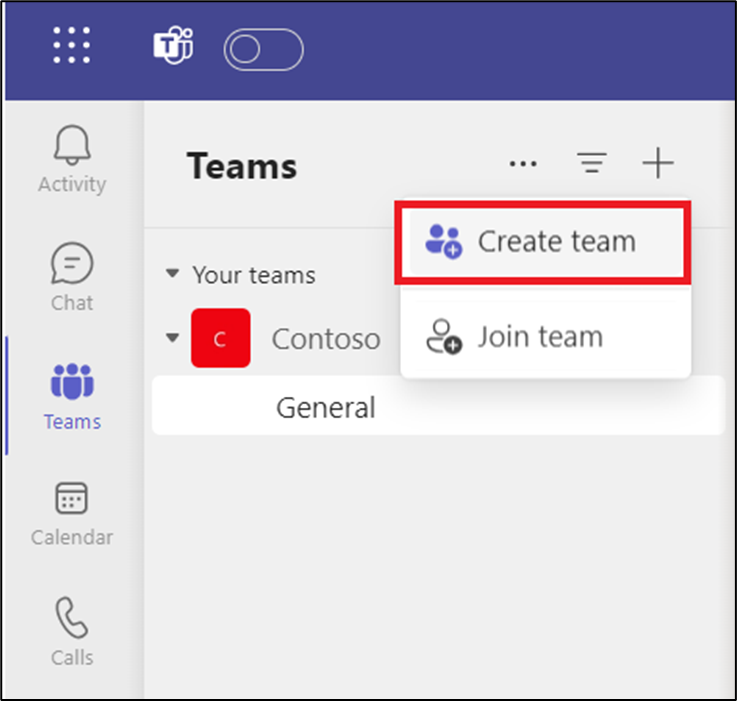 Activity
Chat
Teams
Calendar
Calls
Teams
Create team
Join team
Your teams
C
Contoso
General